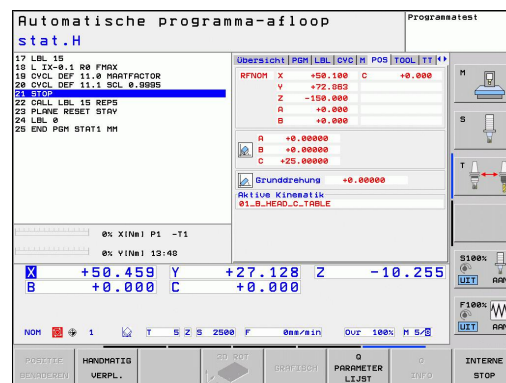 Automatische programma-afloop
Programmatest
stat.H
17 LBL 15
18 L IX-0.1 R0 FMAX
19 CYCL DEF 11.0 MAATFACTOR
20 CYCL DEF 11.1 SCL 0.9995
21 STOP
22 CALL LBL 15 REP5
23 PLANE RESET STAY
24 LBL 0
25 END PGM STAT1 MM
Übersicht PGM LBL CYC M POS TOOL TT
RFNOM X +50.100 C +0.000
Y +72.863
Z -150.000
A +0.000
B +0.000
A +0.00000
B +0.00000
C +25.00000
Grunddrehung +0.00000
Aktive Kinematik
01_B_HEAD_C_TABLE
0% X[Nm] P1 -T1
0% Y[Nm] 13:48
X +50.459 Y +27.128 Z -10.255
B +0.000 C +0.000
NOM 1 T 5 Z S 2500 F 0mm/min Ovr 100% M 5/8
M
S
T
S100%
UIT AAN
F100%
UIT AAN
POSITIE BENADEREN
HANDMATIG VERPL.
3D ROT
GRAFISCH
Q PARAMETER LIJST
Q INFO
INTERNE STOP